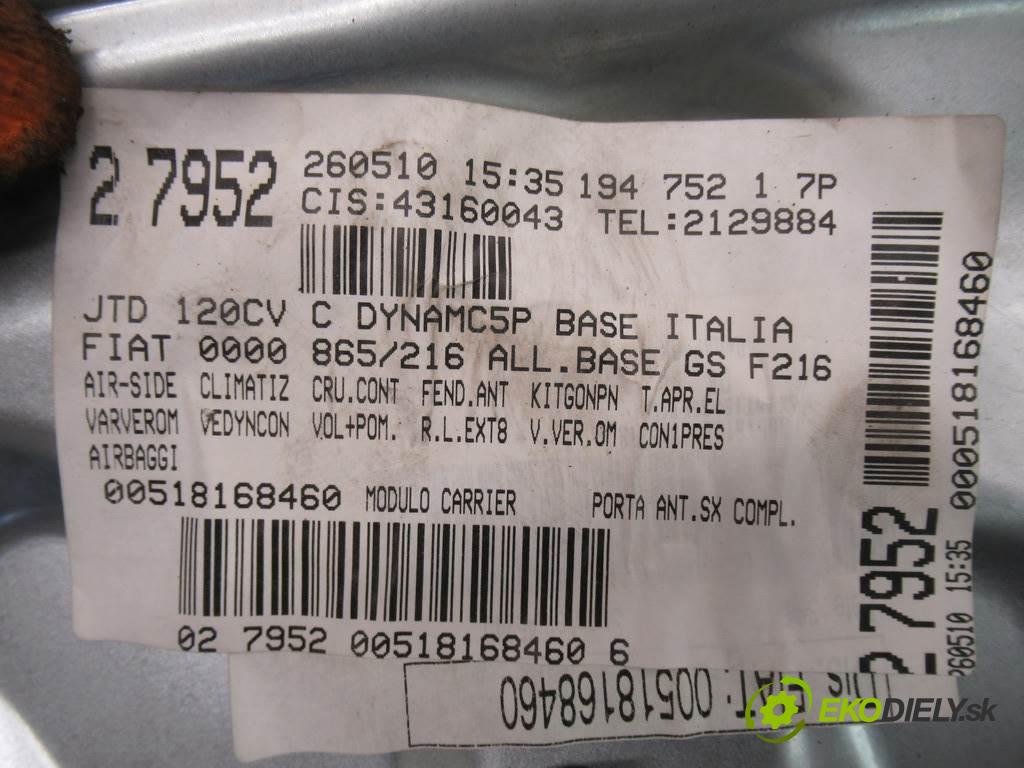 2 7952
260510 15:35 194 752 1 7P
CIS:43160043 TEL:2129884
JTD 120CV C DYNAMC5P BASE ITALIA
FIAT 0000 865/216 ALL.BASE GS F216
AIR-SIDE CLIMATIZ CRU.CONT FEND.ANT KITGONPN T.APR.EL
VARVEROM VEDYNCON VOL+POM. R.L.EXT8 V.VER.OM CON1PRES
AIRBAGGI
00518168460 MODULO CARRIER PORTA ANT.SX COMPL.
02 7952 00518168460 6
2 7952
260510 15:35
00518168460
DIS. FIAT: 00518168460
EKODIELY.sk